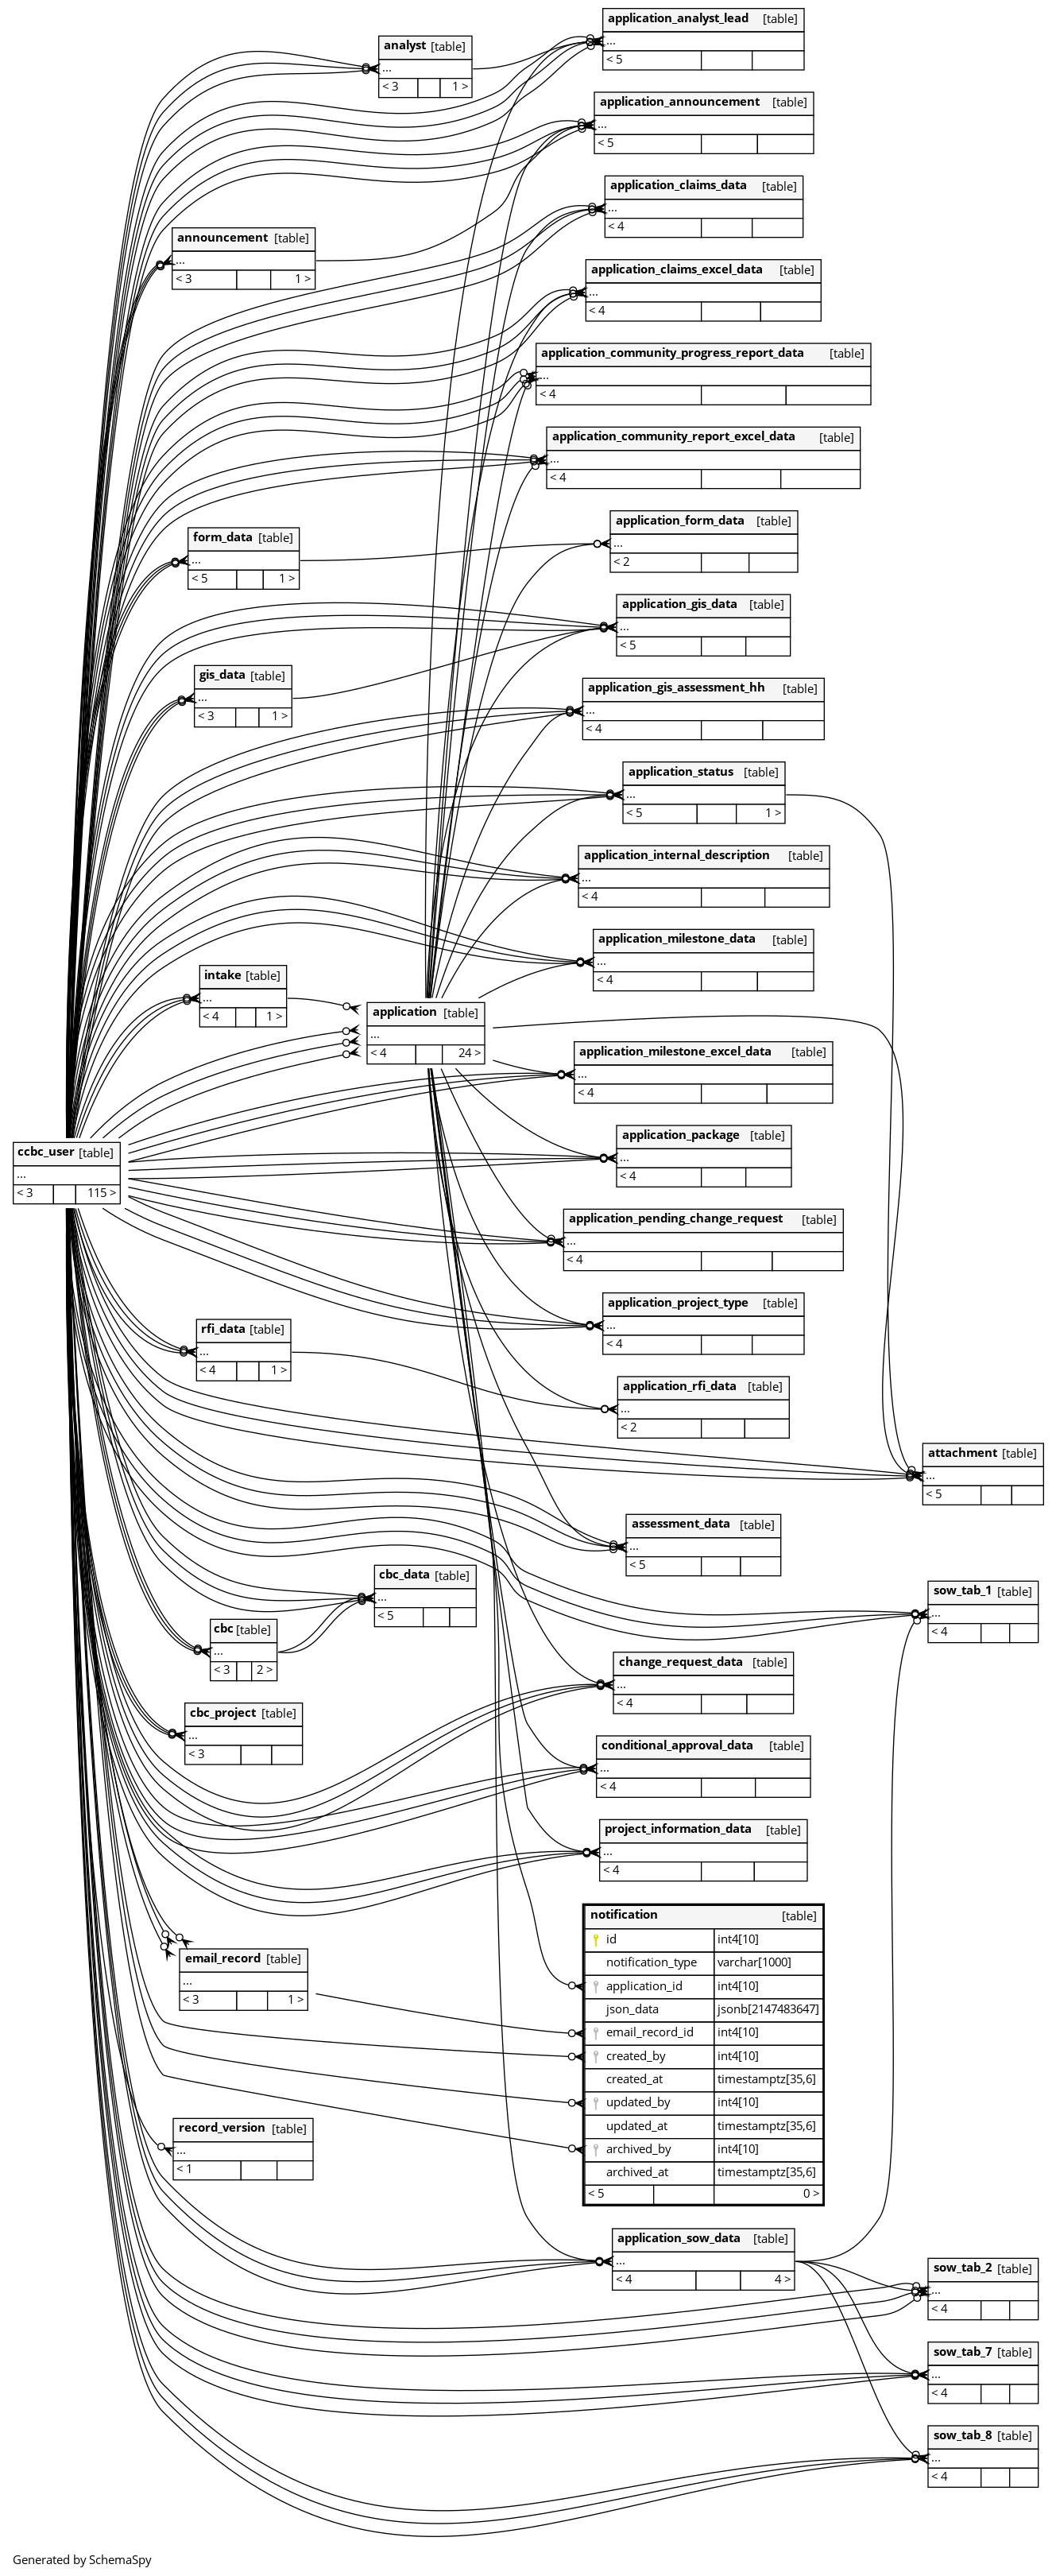 application_analyst_lead [table]
...
< 5
analyst [table]
...
< 3 1 >
application_announcement [table]
...
< 5
application_claims_data [table]
...
< 4
announcement [table]
...
< 3 1 >
application_claims_excel_data [table]
...
< 4
application_community_progress_report_data [table]
...
< 4
application_community_report_excel_data [table]
...
< 4
application_form_data [table]
...
< 2
form_data [table]
...
< 5 1 >
application_gis_data [table]
...
< 5
gis_data [table]
...
< 3 1 >
application_gis_assessment_hh [table]
...
< 4
application_status [table]
...
< 5 1 >
application_internal_description [table]
...
< 4
application_milestone_data [table]
...
< 4
intake [table]
...
< 4 1 >
application [table]
...
< 4 24 >
application_milestone_excel_data [table]
...
< 4
application_package [table]
...
< 4
ccbc_user [table]
...
< 3 115 >
application_pending_change_request [table]
...
< 4
application_project_type [table]
...
< 4
rfi_data [table]
...
< 4 1 >
application_rfi_data [table]
...
< 2
attachment [table]
...
< 5
assessment_data [table]
...
< 5
cbc_data [table]
...
< 5
sow_tab_1 [table]
...
< 4
cbc [table]
...
< 3 2 >
change_request_data [table]
...
< 4
cbc_project [table]
...
< 3
conditional_approval_data [table]
...
< 4
project_information_data [table]
...
< 4
notification [table]
id int4[10]
notification_type varchar[1000]
application_id int4[10]
json_data jsonb[2147483647]
email_record_id int4[10]
created_by int4[10]
created_at timestamptz[35,6]
updated_by int4[10]
updated_at timestamptz[35,6]
archived_by int4[10]
archived_at timestamptz[35,6]
< 5 0 >
email_record [table]
...
< 3 1 >
record_version [table]
...
< 1
application_sow_data [table]
...
< 4 4 >
sow_tab_2 [table]
...
< 4
sow_tab_7 [table]
...
< 4
sow_tab_8 [table]
...
< 4
Generated by SchemaSpy